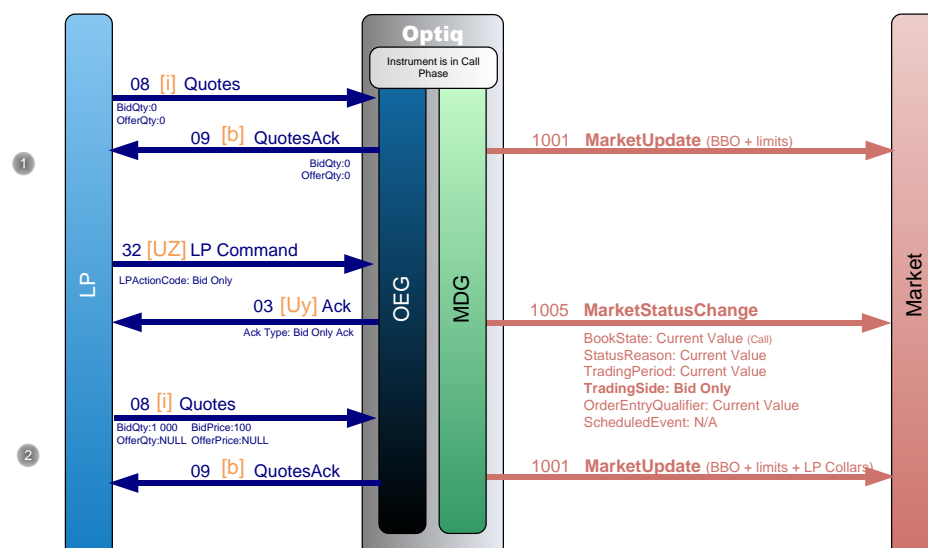 Optiq
Instrument is in Call
Phase
08 [i] Quotes
BidQty:0
OfferQty:0
09 [b] QuotesAck
BidQty:0
OfferQty:0
1001 MarketUpdate (BBO + limits)
1
32 [UZ] LP Command
LPActionCode: Bid Only
LP
OEG
MDG
Market
03 [Uy] Ack
Ack Type: Bid Only Ack
1005 MarketStatusChange
BookState: Current Value (Call)
StatusReason: Current Value
TradingPeriod: Current Value
TradingSide: Bid Only
OrderEntryQualifier: Current Value
ScheduledEvent: N/A
08 [i] Quotes
BidQty:1 000 BidPrice:100
OfferQty:NULL OfferPrice:NULL
2
09 [b] QuotesAck
1001 MarketUpdate (BBO + limits + LP Collars)